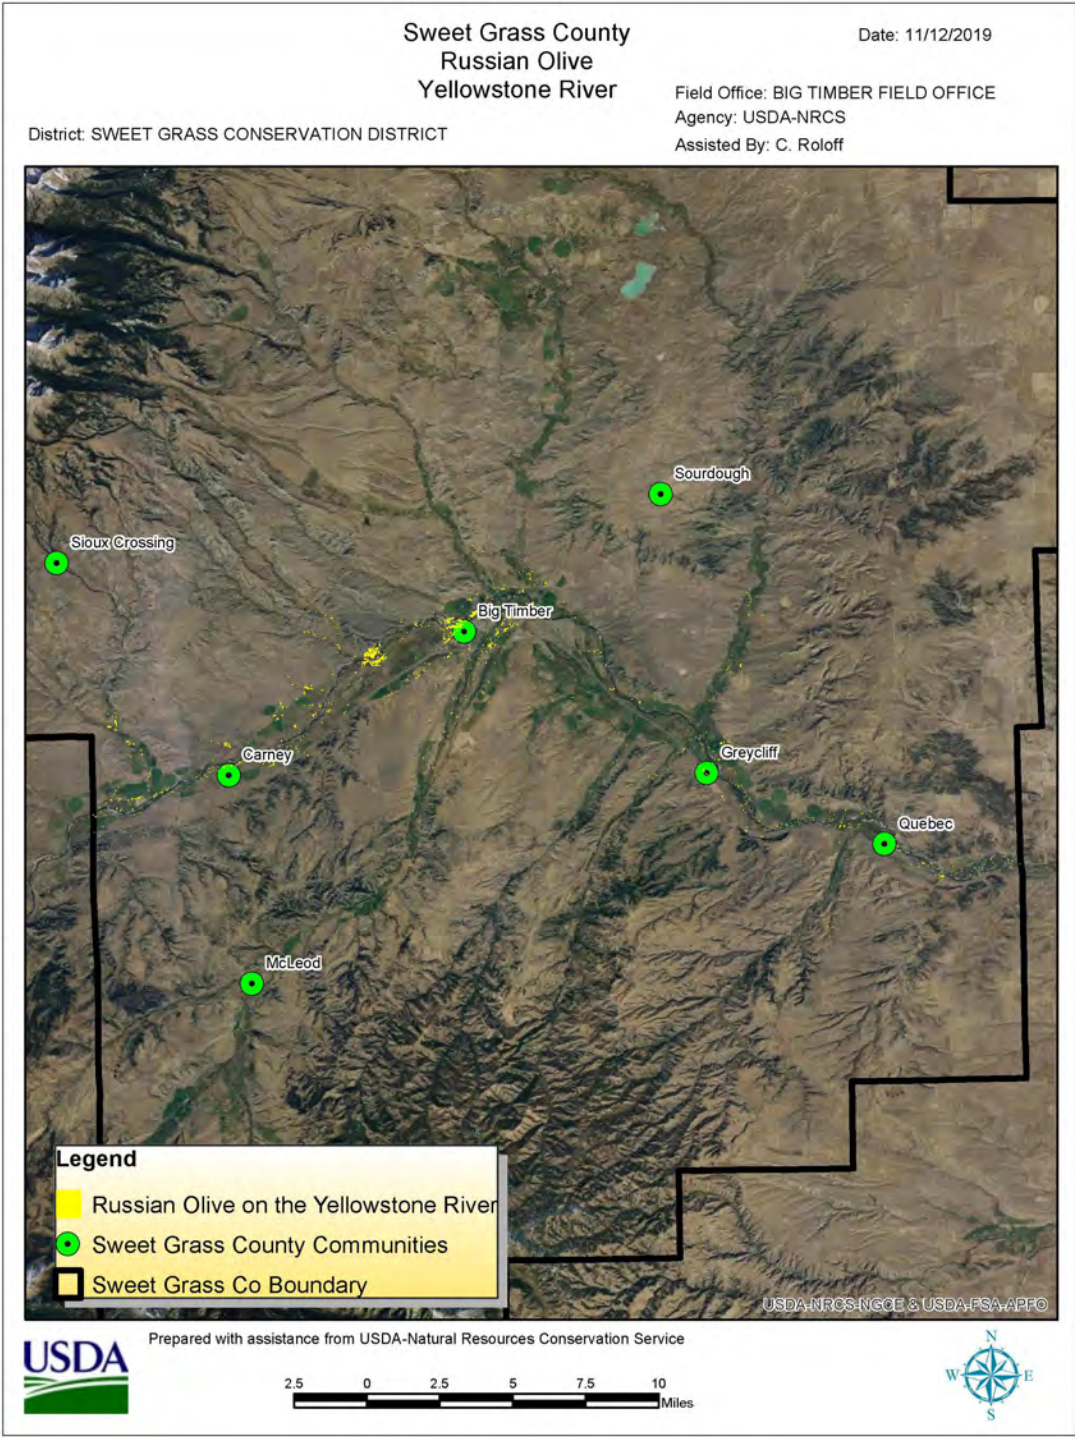 Sweet Grass County
Russian Olive
Yellowstone River
Date: 11/12/2019
Field Office: BIG TIMBER FIELD OFFICE
Agency: USDA-NRCS
Assisted By: C. Roloff
District: SWEET GRASS CONSERVATION DISTRICT
Sourdough
Sioux Crossing
Big Timber
Carney
Greycliff
Quebec
McLeod
Legend
Russian Olive on the Yellowstone River
Sweet Grass County Communities
Sweet Grass Co Boundary
USDA-NRCS-NGCE & USDA-FSA-APFO
USDA
Prepared with assistance from USDA-Natural Resources Conservation Service
2.5 0 2.5 5 7.5 10
Miles
N
W E
S